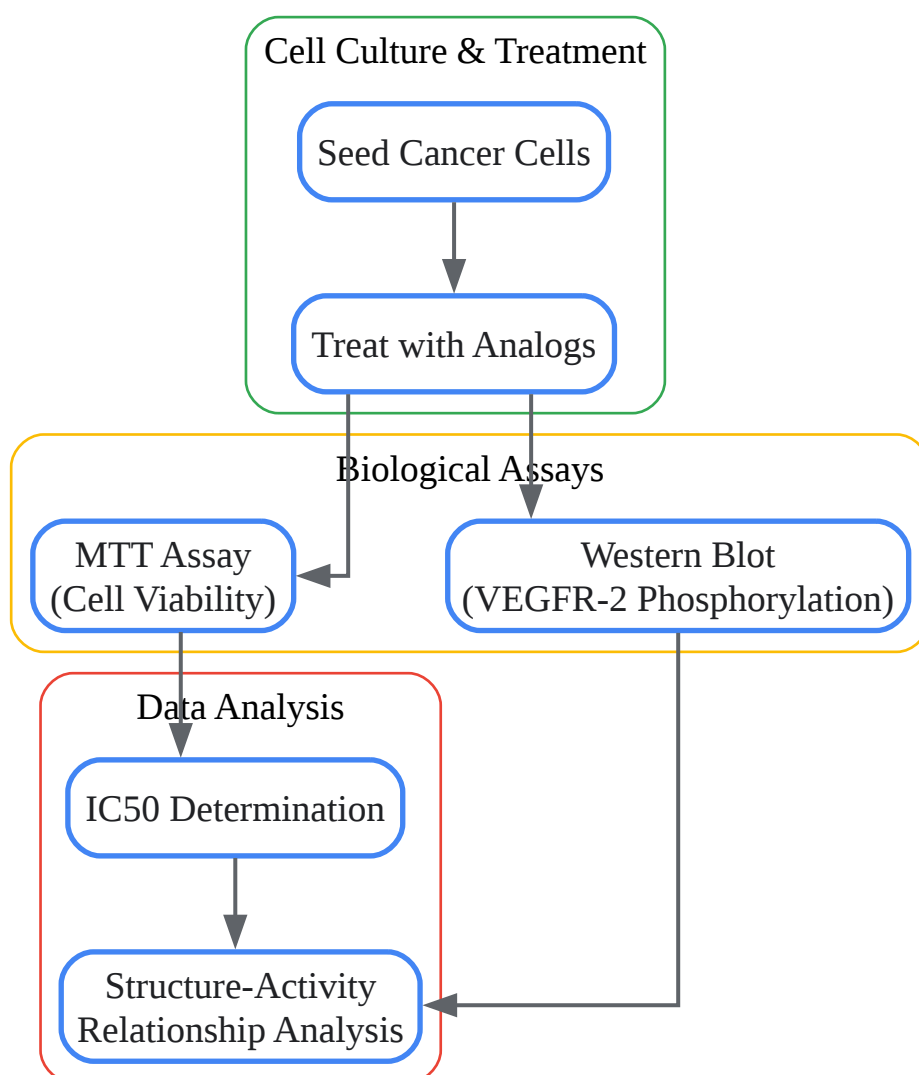 Cell Culture & Treatment
Seed Cancer Cells
Treat with Analogs
Biological Assays
MTT Assay
(Cell Viability)
Western Blot
(VEGFR-2 Phosphorylation)
Data Analysis
IC50 Determination
Structure-Activity
Relationship Analysis